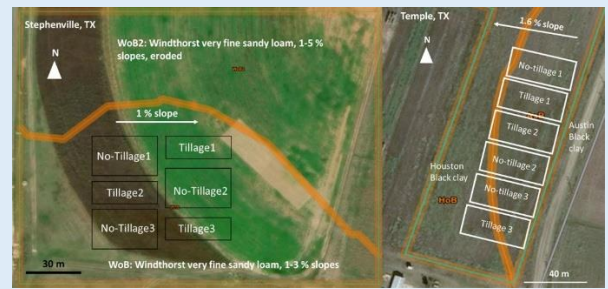 Stephenville, TX
WoB2: Windthorst very fine sandy loam, 1-5 %
slopes, eroded
N
WoB
1 % slope
No-Tillage1
Tillage1
Tillage2
No-Tillage2
No-Tillage3
Tillage3
WoB: Windthorst very fine sandy loam, 1-3 % slopes
30 m
Temple, TX
1.6 % slope
N
No-tillage 1
Tillage 1
Tillage 2
No-tillage 2
No-tillage 3
Tillage 3
Austin
Black
clay
Houston
Black clay
HoB
40 m